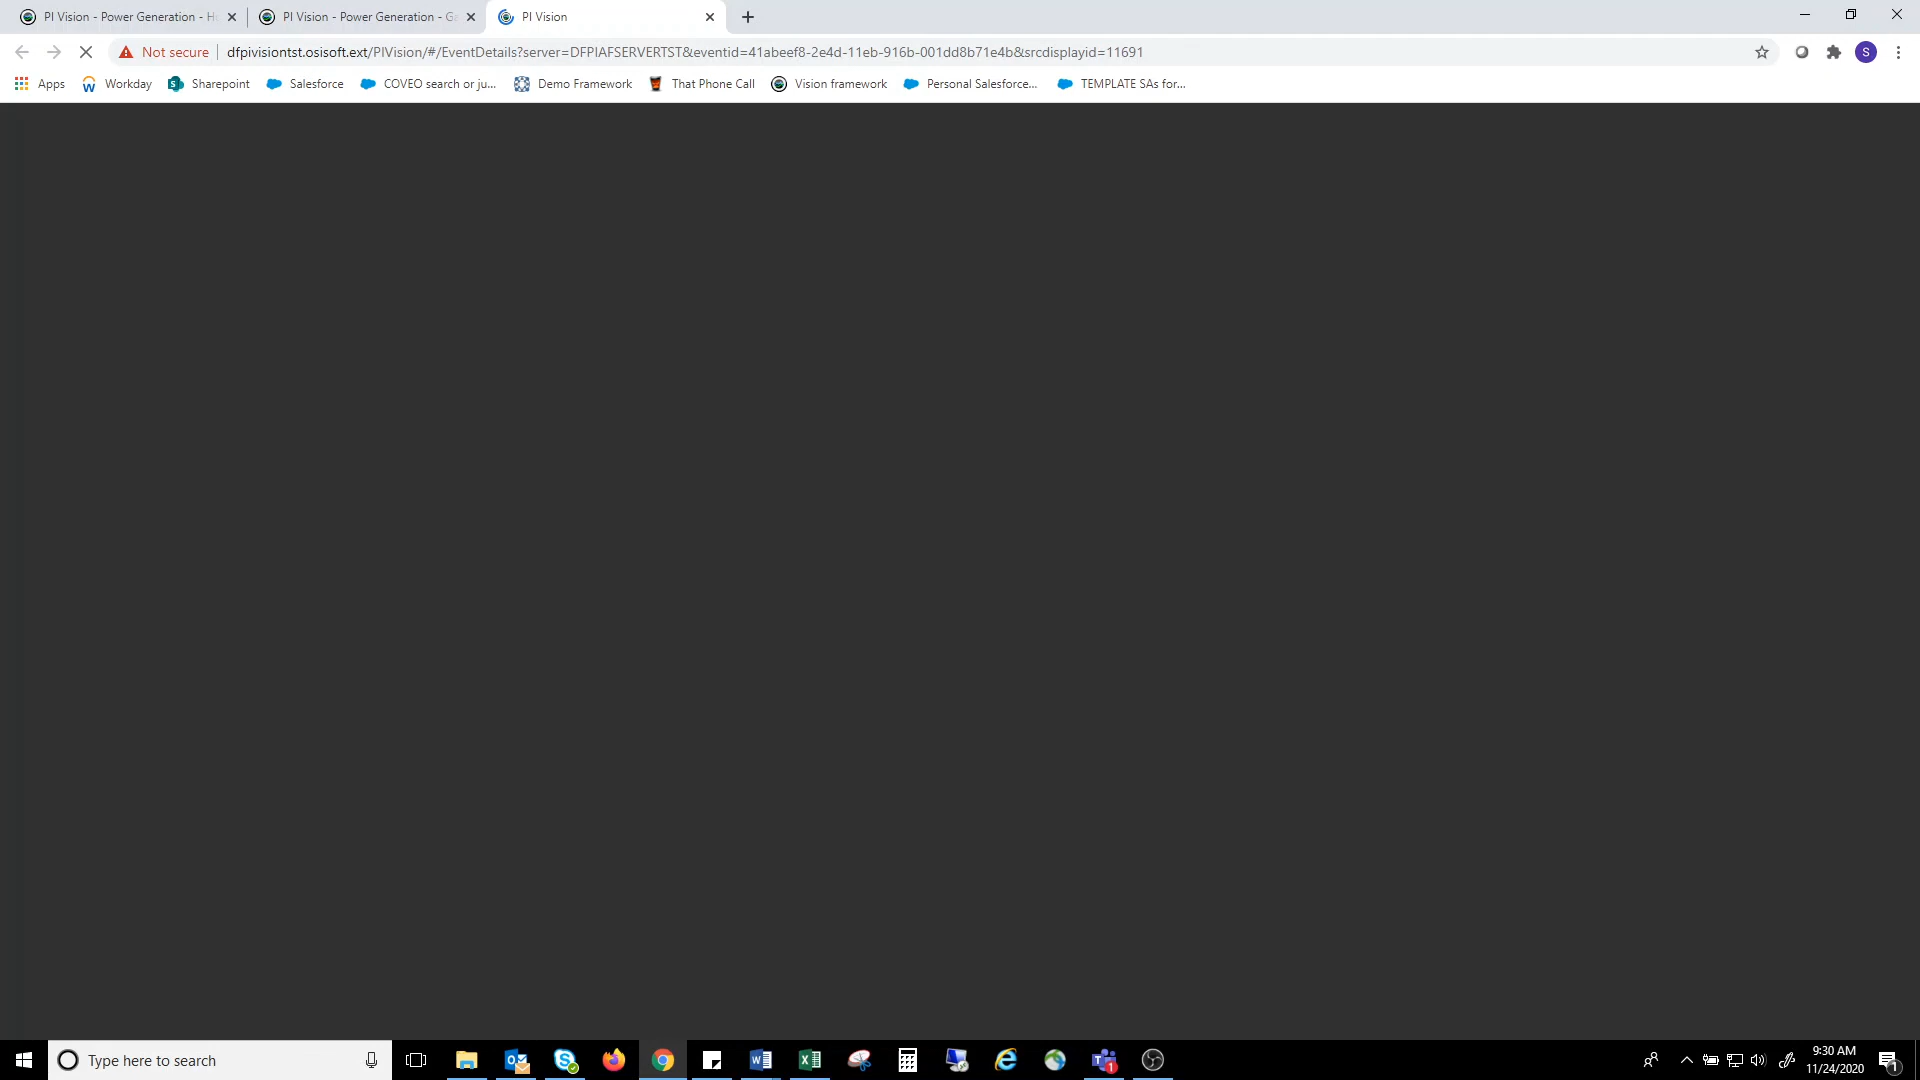 PI Vision - Power Generation - H
PI Vision - Power Generation - Ga
PI Vision
Not secure
dfpivisiontst.osisoft.ext/PIVision/#/EventDetails?server=DFPIAFSERVERTST&eventid=41abeef8-2e4d-11eb-916b-001dd8b71e4b&srcdisplayid=11691
S
Apps
Workday
Sharepoint
Salesforce
COVEO search or ju...
Demo Framework
That Phone Call
Vision framework
Personal Salesforce...
TEMPLATE SAs for...
Type here to search
9:30 AM
11/24/2020
1